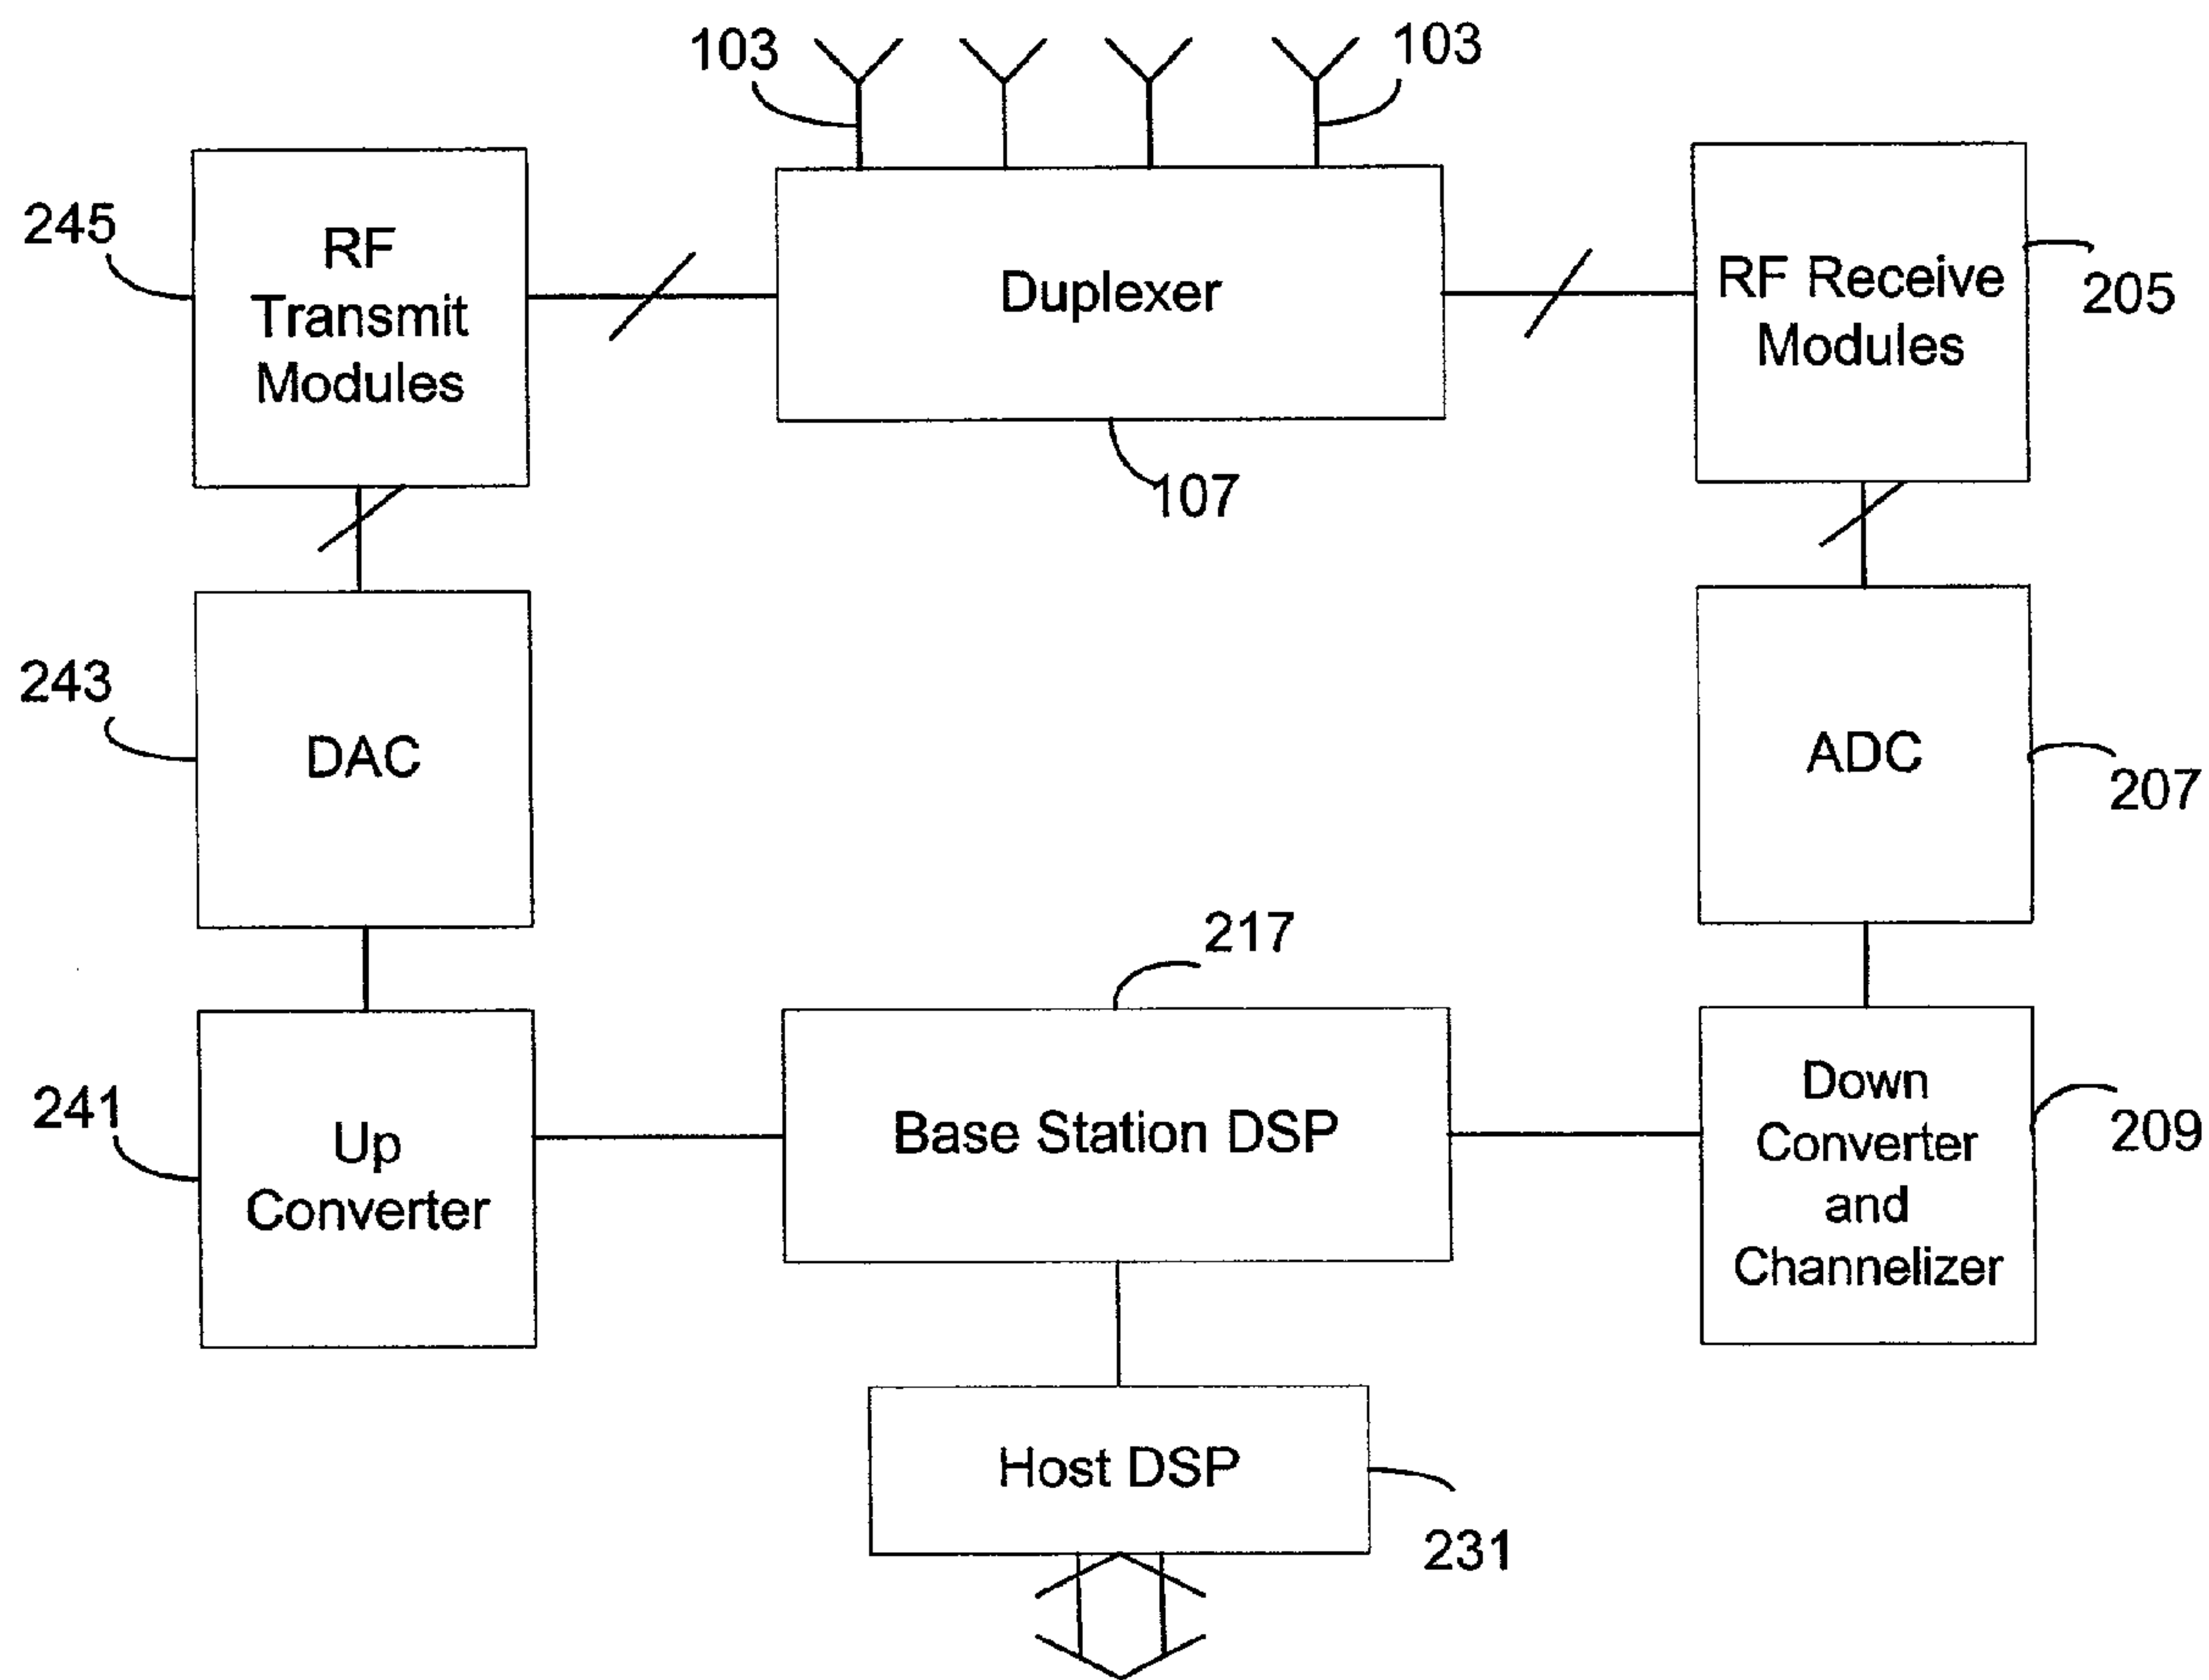 103
103
245
RF
Transmit
Modules
Duplexer
RF Receive
Modules
205
107
243
DAC
ADC
207
217
241
Up
Converter
Base Station DSP
Down
Converter
and
Channelizer
209
Host DSP
231